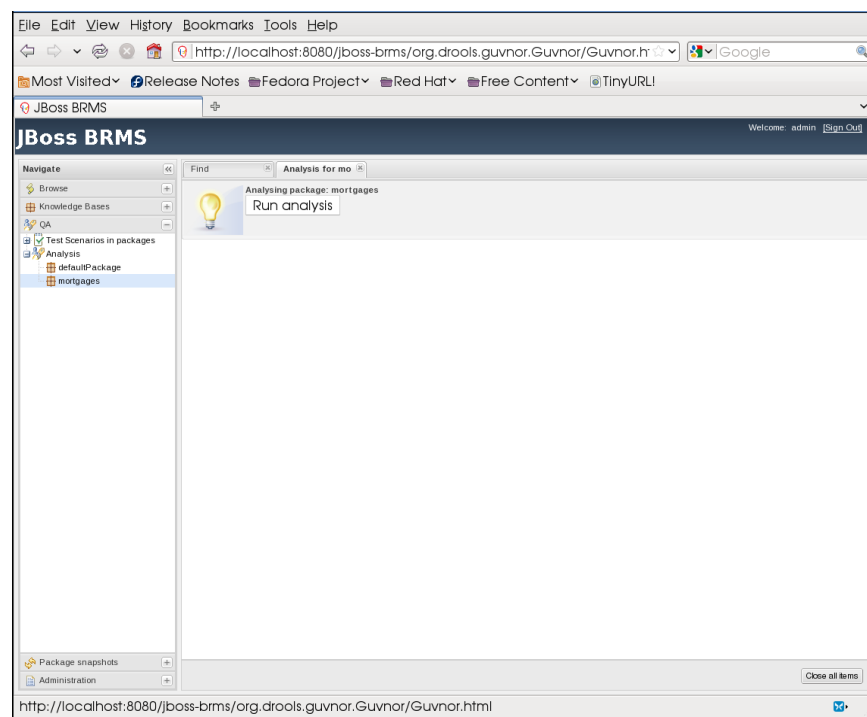 File Edit View History Bookmarks Tools Help
http://localhost:8080/jboss-brms/org.drools.guvnor.Guvnor/Guvnor.h Google
Most Visited Release Notes Fedora Project Red Hat Free Content TinyURL!
JBoss BRMS
JBoss BRMS
Welcome: admin [Sign Out]
Navigate
Find
Analysis for mo
Browse
Knowledge Bases
QA
Test Scenarios in packages
Analysis
defaultPackage
mortgages
Analysing package: mortgages
Run analysis
Package snapshots
Administration
Close all items
http://localhost:8080/jboss-brms/org.drools.guvnor.Guvnor/Guvnor.html